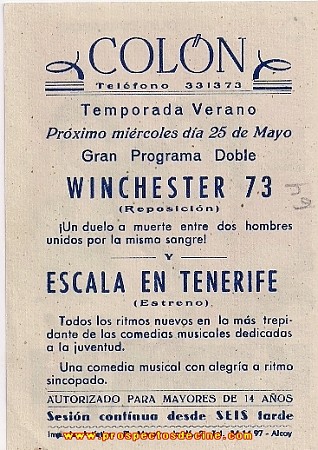 COLÓN
Teléfono 331373
Temporada Verano
Próximo miércoles día 25 de Mayo
Gran Programa Doble
WINCHESTER 73
(Reposición)
¡Un duelo a muerte entre dos hombres
unidos por la misma sangre!
Y
ESCALA EN TENERIFE
(Estreno)
Todos los ritmos nuevos en la más trepi-
dante de las comedias musicales dedicadas
a la juventud.
Una comedia musical con alegría a ritmo
sincopado.
AUTORIZADO PARA MAYORES DE 14 AÑOS
Sesión contínua desde SEIS tarde
www.prospectosdecine.com
97 - Alcoy